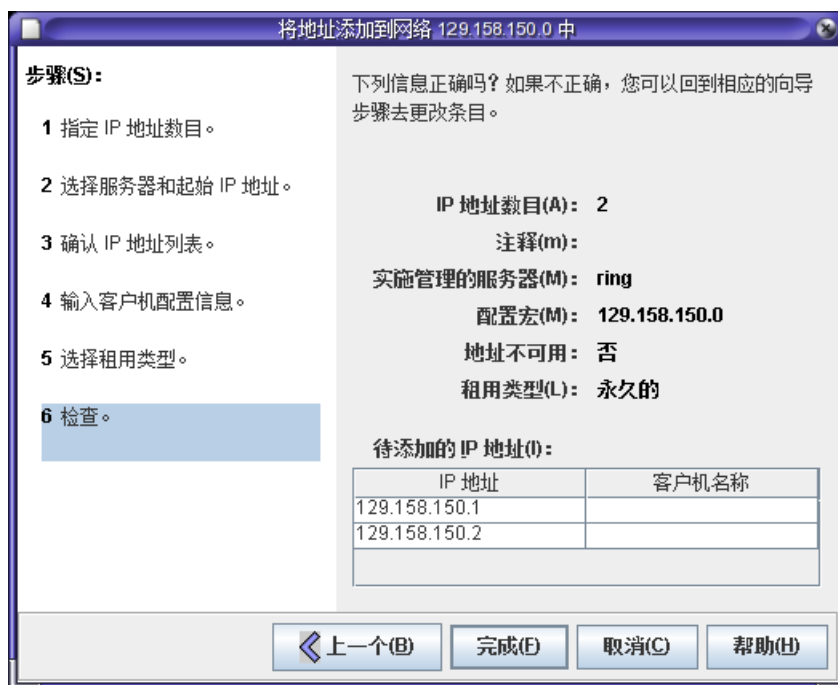 将地址添加到网络 129.158.150.0 中
步骤(S):
1 指定 IP 地址数目。
2 选择服务器和起始 IP 地址。
3 确认 IP 地址列表。
4 输入客户机配置信息。
5 选择租用类型。
6 检查。
下列信息正确吗? 如果不正确，您可以回到相应的向导
步骤去更改条目。
IP 地址数目(A): 2
注释(m):
实施管理的服务器(M): ring
配置宏(M): 129.158.150.0
地址不可用: 否
租用类型(L): 永久的
待添加的 IP 地址(I):
IP 地址 客户机名称
129.158.150.1
129.158.150.2
上一个(B) 完成(F) 取消(C) 帮助(H)